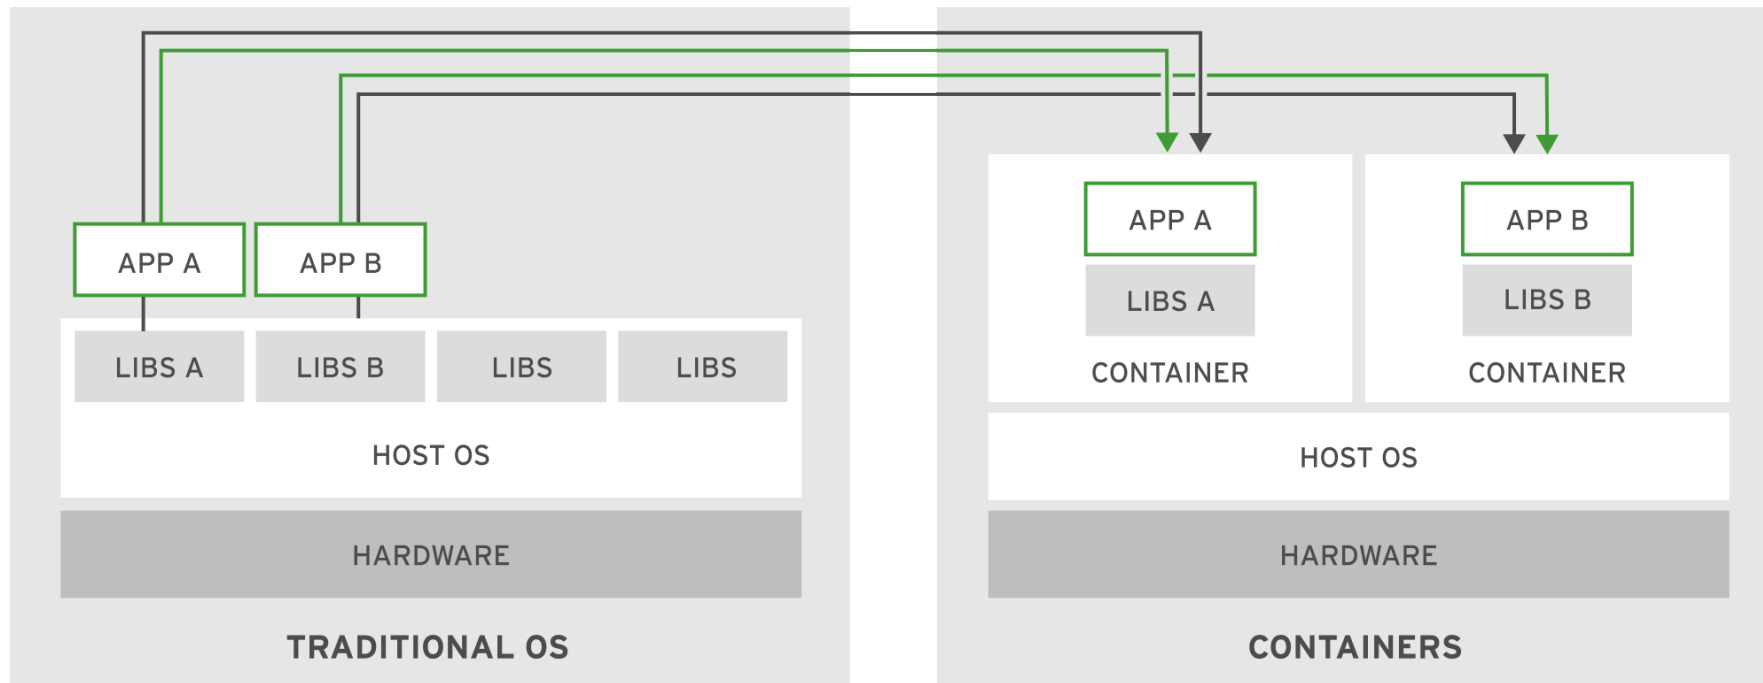 APP A
APP B
LIBS A
LIBS B
LIBS
LIBS
HOST OS
HARDWARE
TRADITIONAL OS
APP A
LIBS A
CONTAINER
APP B
LIBS B
CONTAINER
HOST OS
HARDWARE
CONTAINERS